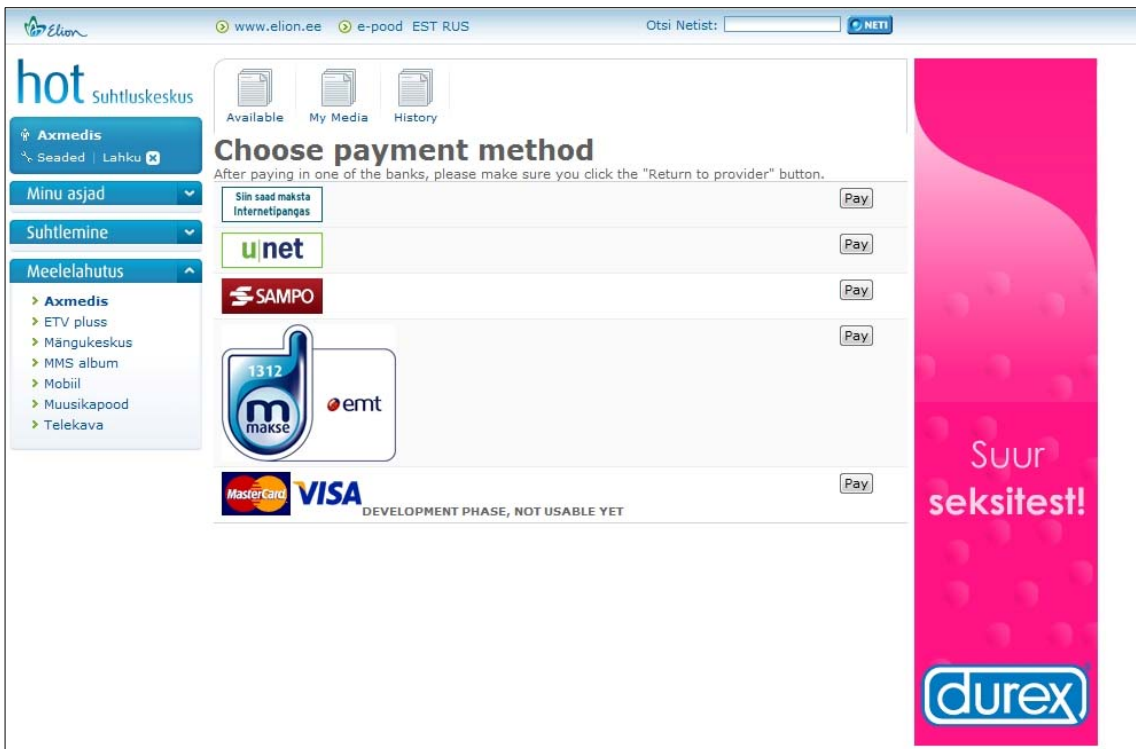 Elion
www.elion.ee e-pood EST RUS
Otsi Netist: NETI
hot Suhtluskeskus
Axmedis
Seaded | Lahku
Minu asjad
Suhtlemine
Meelelahutus
Axmedis
ETV pluss
Mängukeskus
MMS album
Mobiil
Muusikapood
Telekava
Available My Media History
Choose payment method
After paying in one of the banks, please make sure you click the "Return to provider" button.
Siin saad maksta
Internetipangas
Pay
u|net
Pay
SAMPO
Pay
1312
m
makse
emt
Pay
MasterCard VISA
DEVELOPMENT PHASE, NOT USABLE YET
Pay
Suur
seksitest!
durex